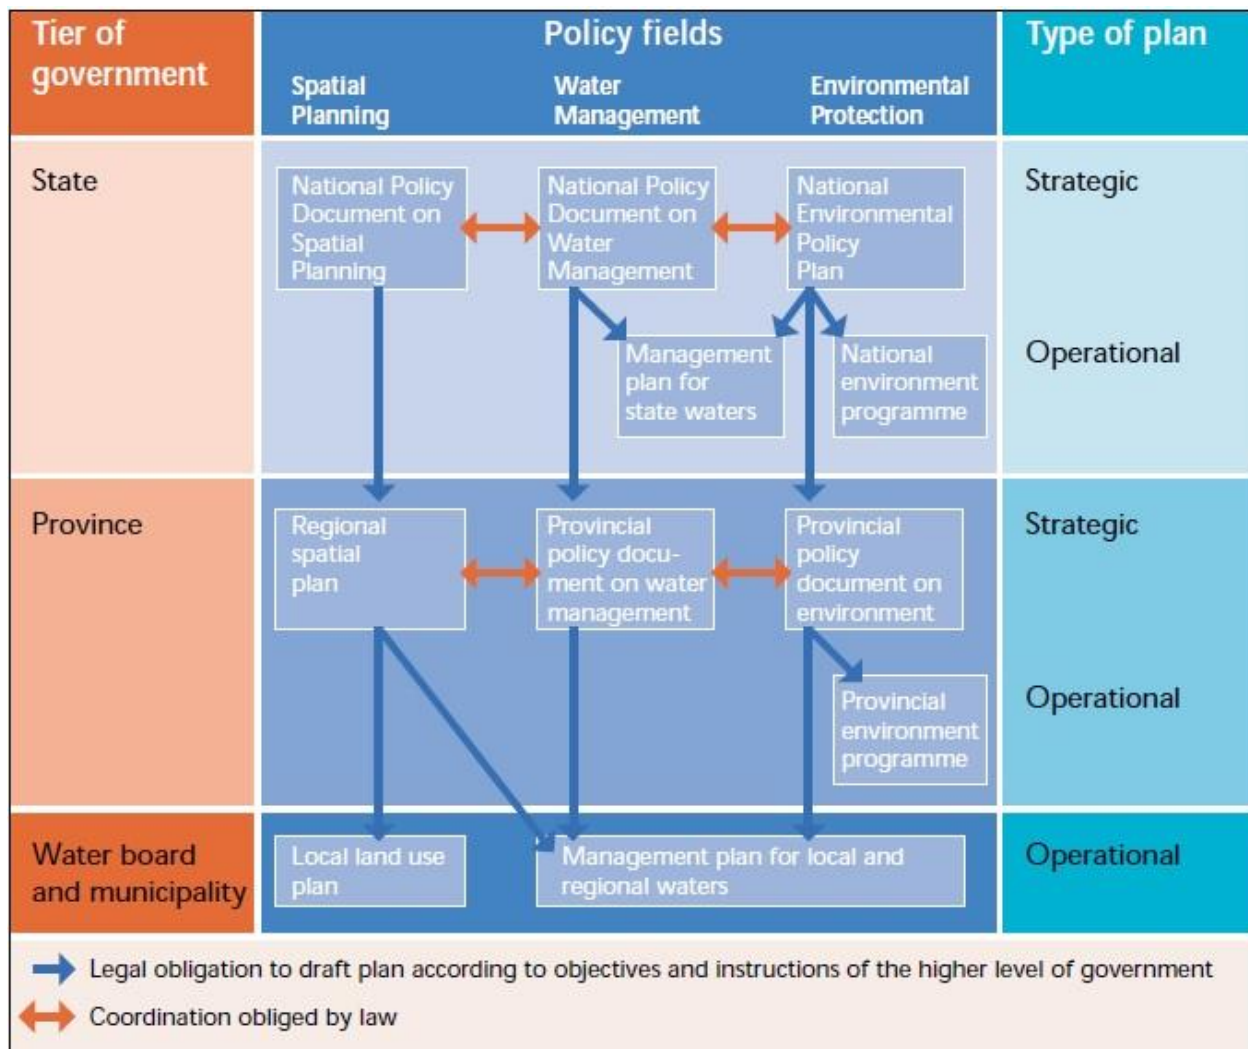 Tier of
government
Policy fields
Type of plan
Spatial
Planning
Water
Management
Environmental
Protection
State
National Policy
Document on
Spatial
Planning
National Policy
Document on
Water
Management
National
Environmental
Policy
Plan
Strategic
Management
plan for
state waters
National
environment
programme
Operational
Province
Regional
spatial
plan
Provincial
policy docu-
ment on water
management
Provincial
policy
document on
environment
Strategic
Provincial
environment
programme
Operational
Water board
and municipality
Local land use
plan
Management plan for local and
regional waters
Operational
Legal obligation to draft plan according to objectives and instructions of the higher level of government
Coordination obliged by law